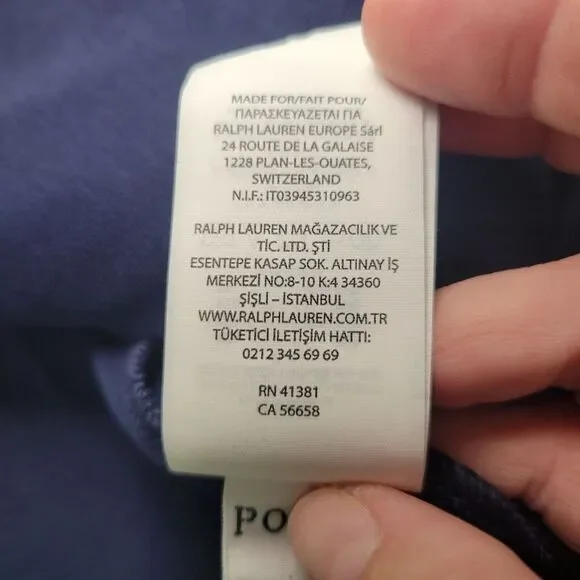 MADE FOR/FAIT POUR/
ΠΑΡΑΣΚΕΥΑΖΕΤΑΙ ΓΙΑ
RALPH LAUREN EUROPE Sàrl
24 ROUTE DE LA GALAISE
1228 PLAN-LES-OUATES,
SWITZERLAND
N.I.F.: IT03945310963
RALPH LAUREN MAĞAZACILIK VE
TİC. LTD. ŞTİ
ESENTEPE KASAP SOK. ALTINAY İŞ
MERKEZİ NO:8-10 K:4 34360
ŞİŞLİ – İSTANBUL
WWW.RALPHLAUREN.COM.TR
TÜKETİCİ İLETİŞİM HATTI:
0212 345 69 69
RN 41381
CA 56658
PO